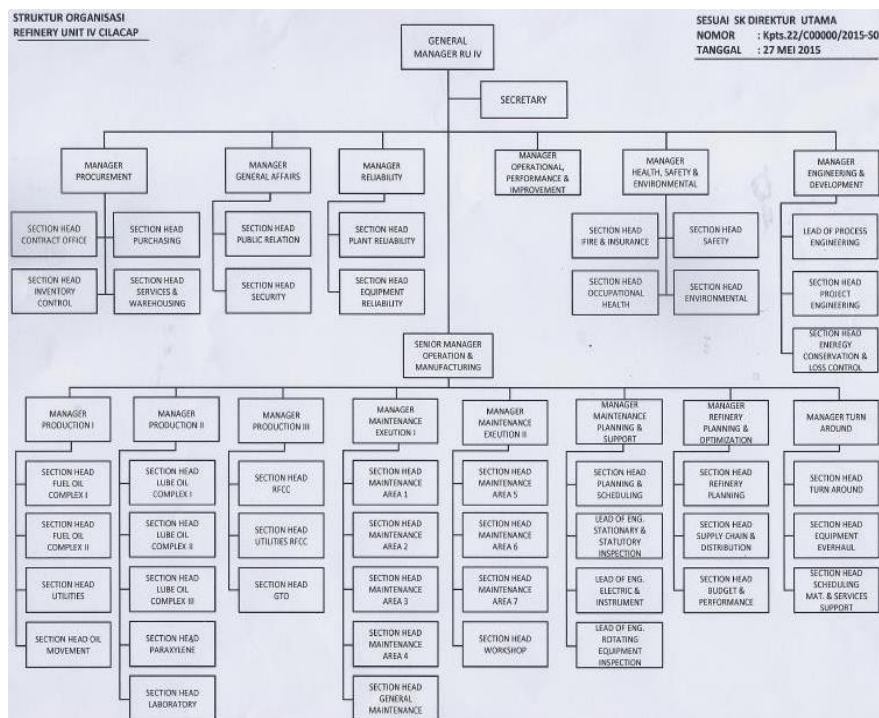 STRUKTUR ORGANISASI
REFINERY UNIT IV CILACAP
SESUAI SK DIREKTUR UTAMA
NOMOR : Kpts.22/C00000/2015-S0
TANGGAL : 27 MEI 2015
GENERAL
MANAGER RU IV
SECRETARY
MANAGER
PROCUREMENT
MANAGER
GENERAL AFFAIRS
MANAGER
RELIABILITY
MANAGER
OPERATIONAL,
PERFORMANCE &
IMPROVEMENT
MANAGER
HEALTH, SAFETY &
ENVIRONMENTAL
MANAGER
ENGINEERING &
DEVELOPMENT
SECTION HEAD
CONTRACT OFFICE
SECTION HEAD
PURCHASING
SECTION HEAD
PUBLIC RELATION
SECTION HEAD
PLANT RELIABILITY
SECTION HEAD
FIRE & INSURANCE
SECTION HEAD
SAFETY
LEAD OF PROCESS
ENGINEERING
SECTION HEAD
INVENTORY
CONTROL
SECTION HEAD
SERVICES &
WAREHOUSING
SECTION HEAD
SECURITY
SECTION HEAD
EQUIPMENT
RELIABILITY
SECTION HEAD
OCCUPATIONAL
HEALTH
SECTION HEAD
ENVIRONMENTAL
SECTION HEAD
PROJECT
ENGINEERING
SECTION HEAD
ENEREGY
CONSERVATION &
LOSS CONTROL
SENIOR MANAGER
OPERATION &
MANUFACTURING
MANAGER
PRODUCTION I
MANAGER
PRODUCTION II
MANAGER
PRODUCTION III
MANAGER
MAINTENANCE
EXEUTION I
MANAGER
MAINTENANCE
EXEUTION II
MANAGER
MAINTENANCE
PLANNING &
SUPPORT
MANAGER
REFINERY
PLANNING &
OPTIMIZATION
MANAGER TURN
AROUND
SECTION HEAD
FUEL OIL
COMPLEX I
SECTION HEAD
LUBE OIL
COMPLEX I
SECTION HEAD
RFCC
SECTION HEAD
MAINTENANCE
AREA 1
SECTION HEAD
MAINTENANCE
AREA 5
SECTION HEAD
PLANNING &
SCHEDULING
SECTION HEAD
REFINERY
PLANNING
SECTION HEAD
TURN AROUND
SECTION HEAD
FUEL OIL
COMPLEX II
SECTION HEAD
LUBE OIL
COMPLEX II
SECTION HEAD
UTILITIES RFCC
SECTION HEAD
MAINTENANCE
AREA 2
SECTION HEAD
MAINTENANCE
AREA 6
LEAD OF ENG.
STATIONARY &
STATUTORY
INSPECTION
SECTION HEAD
SUPPLY CHAIN &
DISTRIBUTION
SECTION HEAD
EQUIPMENT
EVERHAUL
SECTION HEAD
UTILITIES
SECTION HEAD
LUBE OIL
COMPLEX III
SECTION HEAD
GTO
SECTION HEAD
MAINTENANCE
AREA 3
SECTION HEAD
MAINTENANCE
AREA 7
LEAD OF ENG.
ELECTRIC &
INSTRUMENT
SECTION HEAD
BUDGET &
PERFORMANCE
SECTION HEAD
SCHEDULING
MAT. & SERVICES
SUPPORT
SECTION HEAD OIL
MOVEMENT
SECTION HEAD
PARAXYLENE
SECTION HEAD
MAINTENANCE
AREA 4
SECTION HEAD
WORKSHOP
LEAD OF ENG.
ROTATING
EQUIPMENT
INSPECTION
SECTION HEAD
LABORATORY
SECTION HEAD
GENERAL
MAINTENANCE